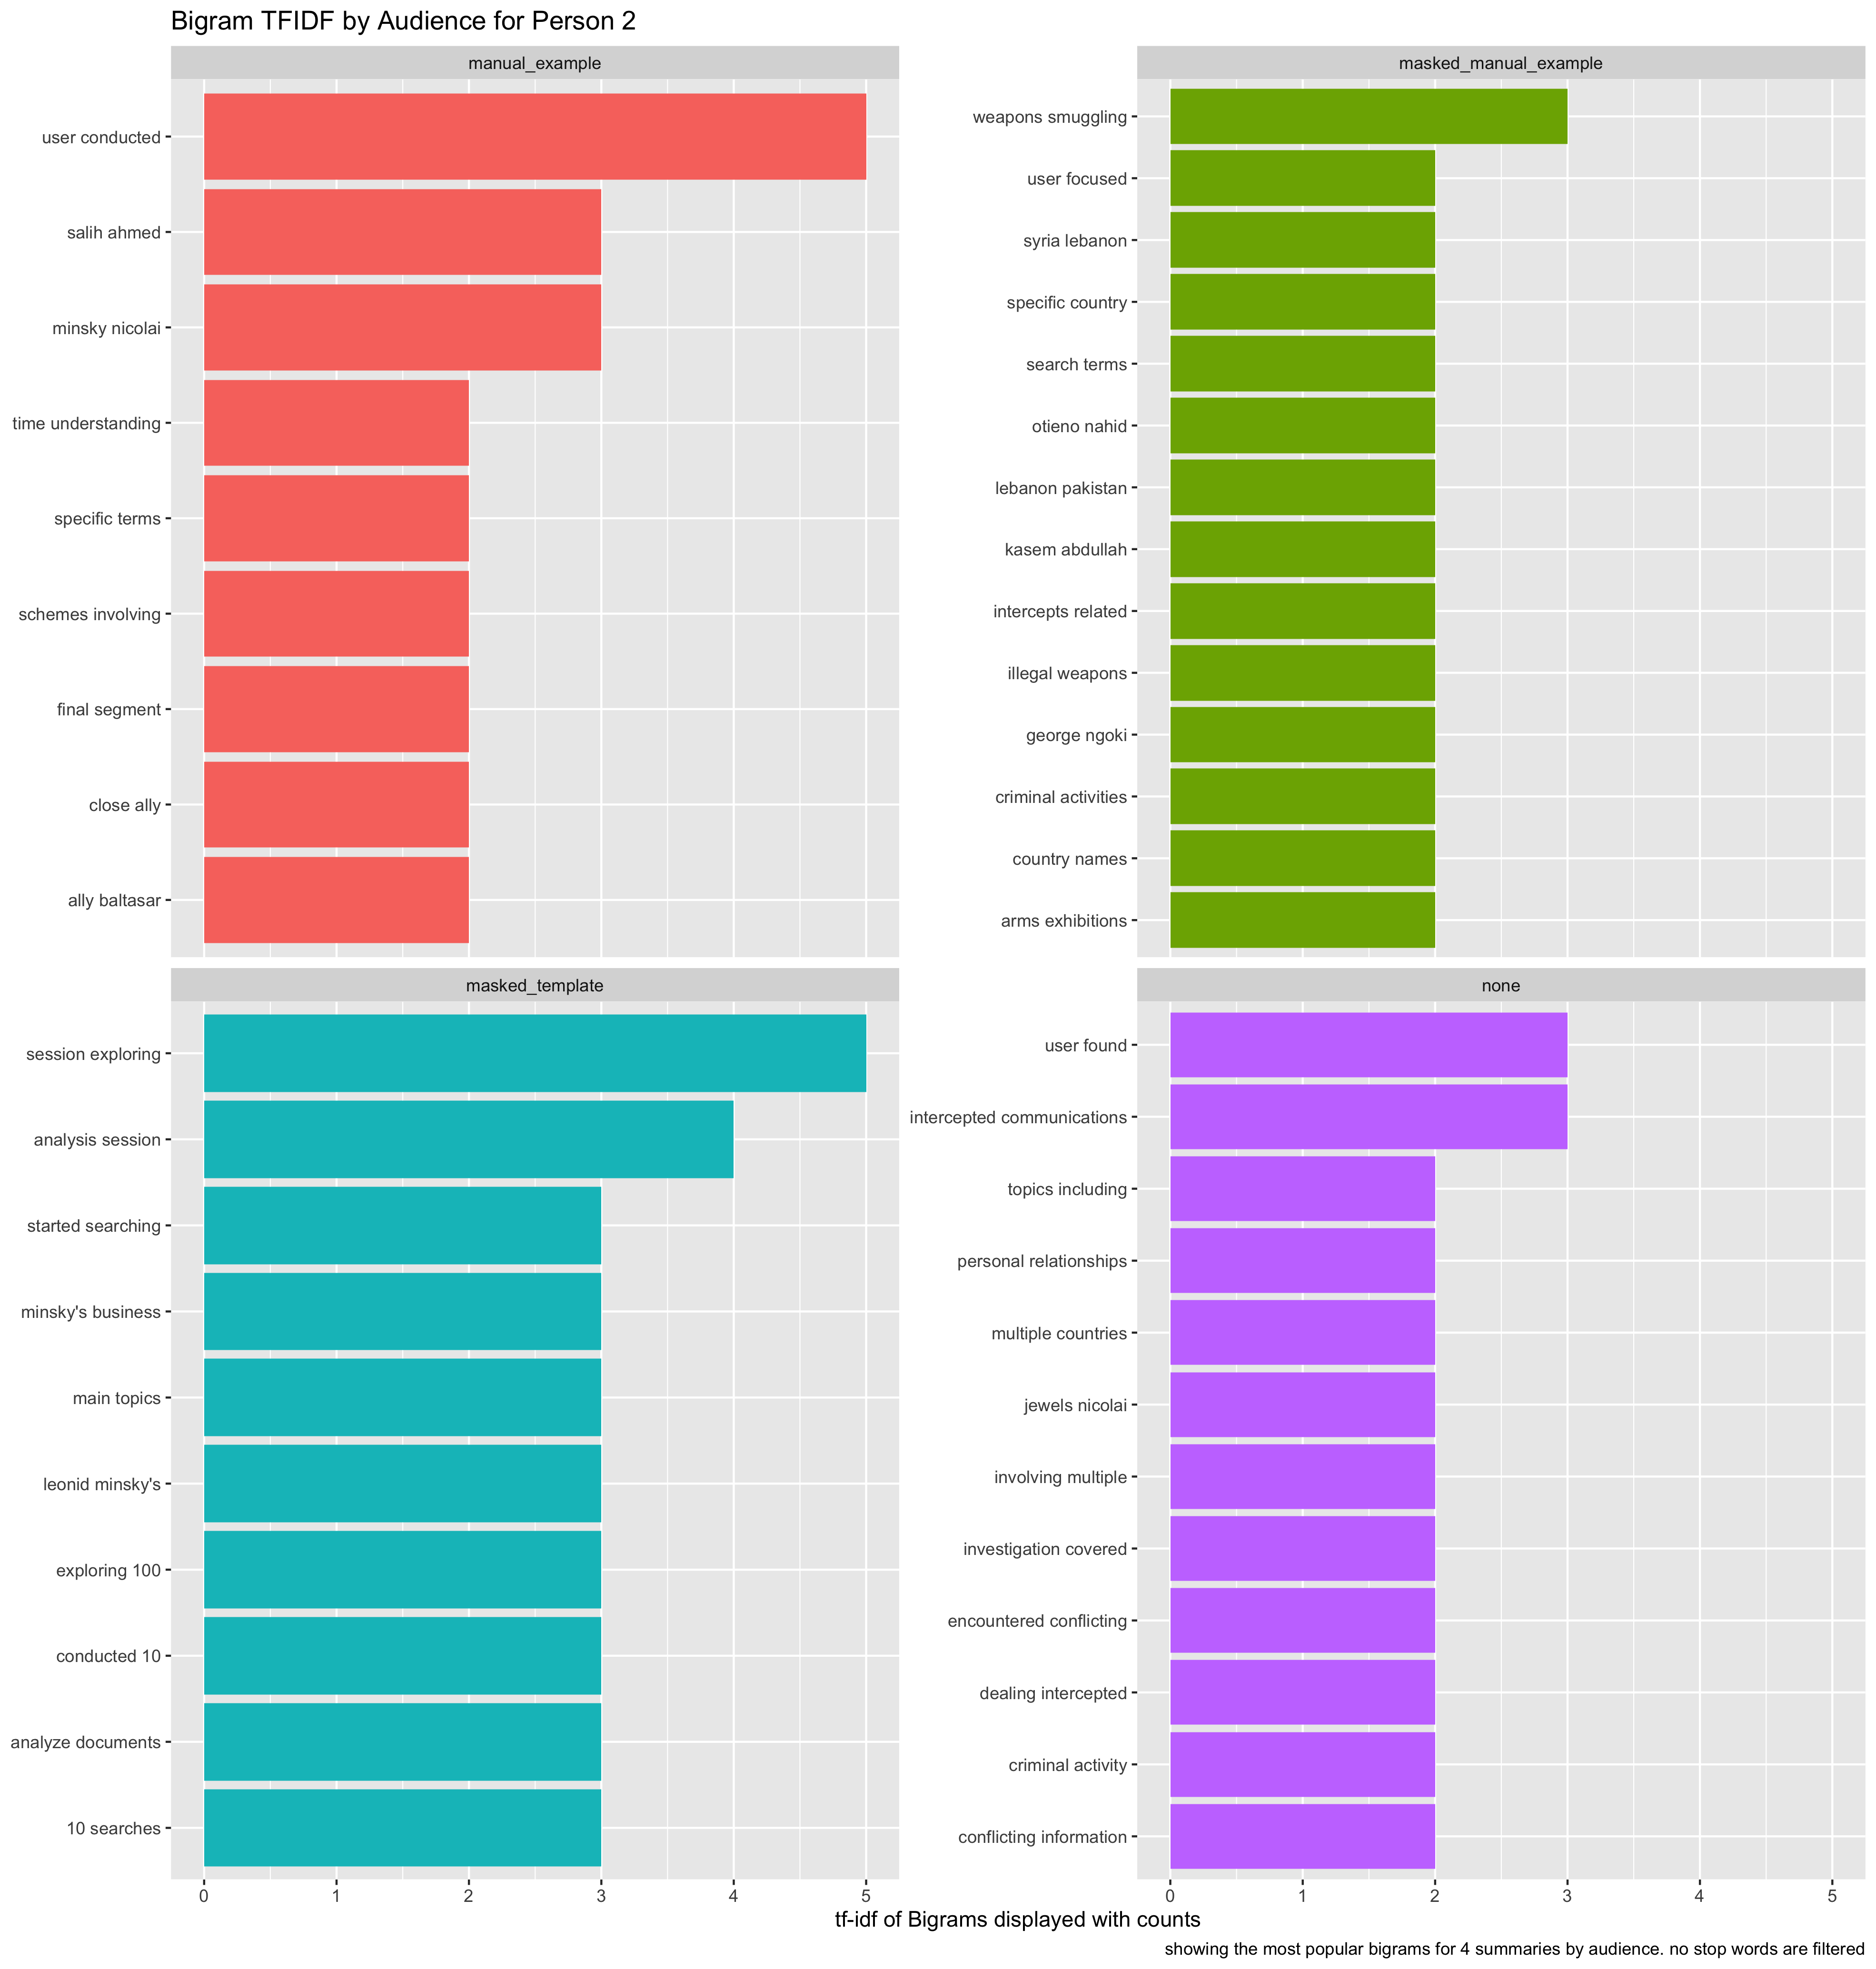 Bigram TFIDF by Audience for Person 2
manual_example
user conducted
salih ahmed
minsky nicolai
time understanding
specific terms
schemes involving
final segment
close ally
ally baltasar
masked_manual_example
weapons smuggling
user focused
syria lebanon
specific country
search terms
otieno nahid
lebanon pakistan
kasem abdullah
intercepts related
illegal weapons
george ngoki
criminal activities
country names
arms exhibitions
masked_template
session exploring
analysis session
started searching
minsky's business
main topics
leonid minsky's
exploring 100
conducted 10
analyze documents
10 searches
0 1 2 3 4 5
none
user found
intercepted communications
topics including
personal relationships
multiple countries
jewels nicolai
involving multiple
investigation covered
encountered conflicting
dealing intercepted
criminal activity
conflicting information
0 1 2 3 4 5
tf-idf of Bigrams displayed with counts
showing the most popular bigrams for 4 summaries by audience. no stop words are filtered